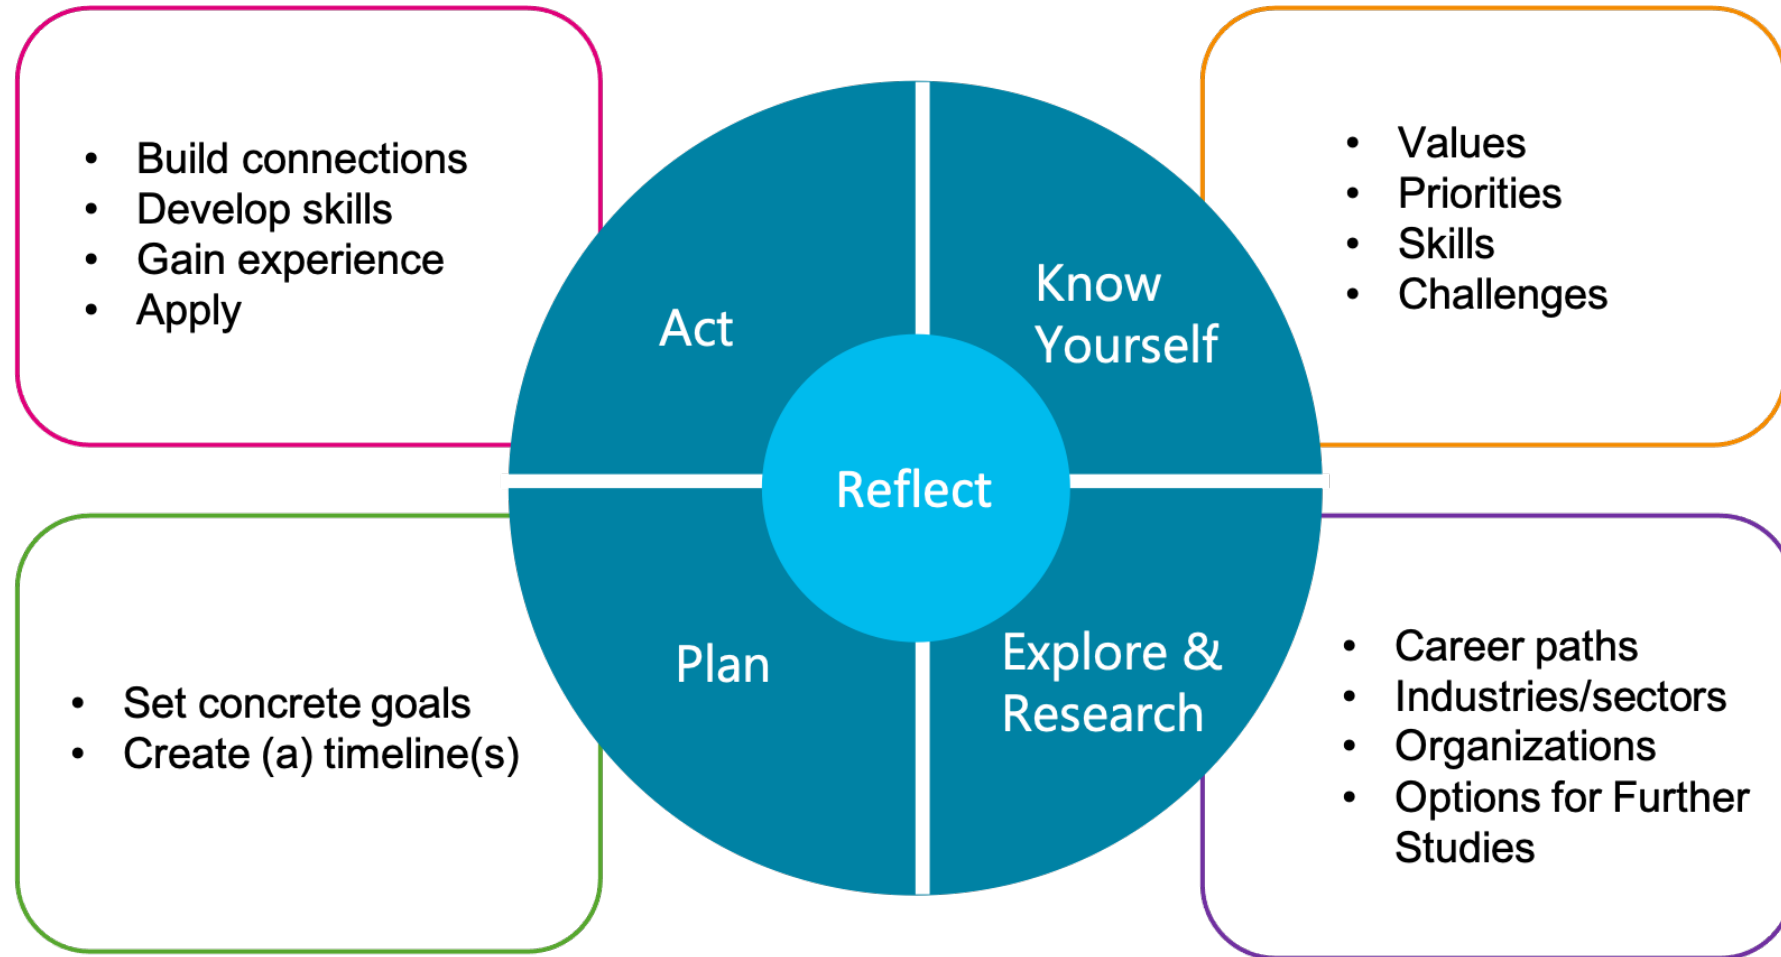 • Build connections
• Develop skills
• Gain experience
• Apply
Act
Know
Yourself
• Values
• Priorities
• Skills
• Challenges
Reflect
• Set concrete goals
• Create (a) timeline(s)
Plan
Explore &
Research
• Career paths
• Industries/sectors
• Organizations
• Options for Further
Studies